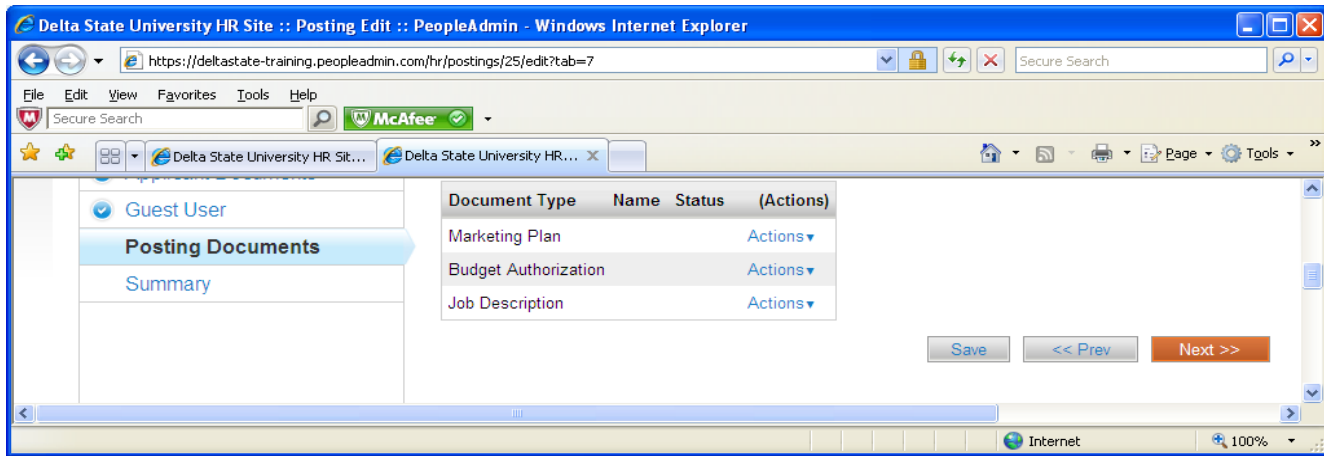 Delta State University HR Site :: Posting Edit :: PeopleAdmin - Windows Internet Explorer
https://deltastate-training.peopleadmin.com/hr/postings/25/edit?tab=7 Secure Search
File Edit View Favorites Tools Help
Secure Search McAfee
Delta State University HR Sit... Delta State University HR... Page Tools
Applicant Documents
Document Type Name Status (Actions)
Guest User
Marketing Plan Actions
Posting Documents
Budget Authorization Actions
Summary
Job Description Actions
Save << Prev Next >>
Internet 100%